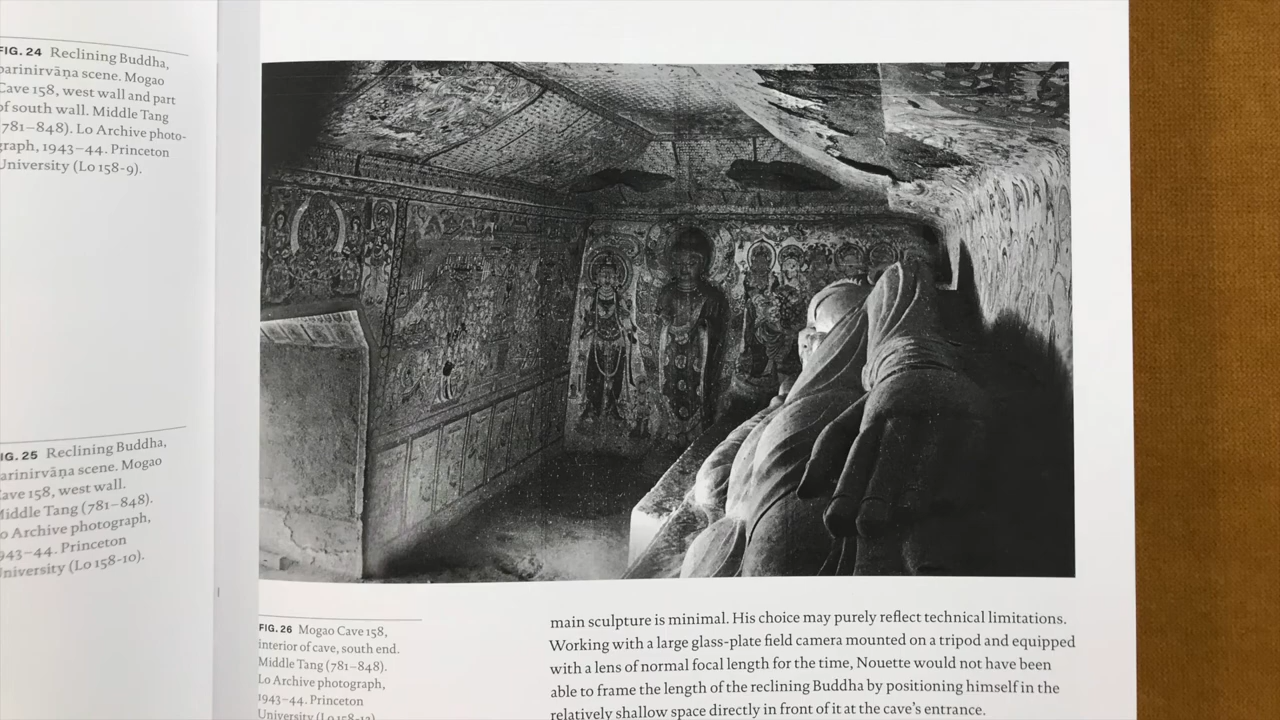 FIG. 24 Reclining Buddha,
parinirvāṇa scene. Mogao
Cave 158, west wall and part
of south wall. Middle Tang
(781–848). Lo Archive photo-
graph, 1943–44. Princeton
University (Lo 158-9).
FIG. 25 Reclining Buddha,
parinirvāṇa scene. Mogao
Cave 158, west wall.
Middle Tang (781–848).
Lo Archive photograph,
1943–44. Princeton
University (Lo 158-10).
FIG. 26 Mogao Cave 158,
interior of cave, south end.
Middle Tang (781–848).
Lo Archive photograph,
1943–44. Princeton
University (Lo 158-12).
main sculpture is minimal. His choice may purely reflect technical limitations.
Working with a large glass-plate field camera mounted on a tripod and equipped
with a lens of normal focal length for the time, Nouette would not have been
able to frame the length of the reclining Buddha by positioning himself in the
relatively shallow space directly in front of it at the cave’s entrance.